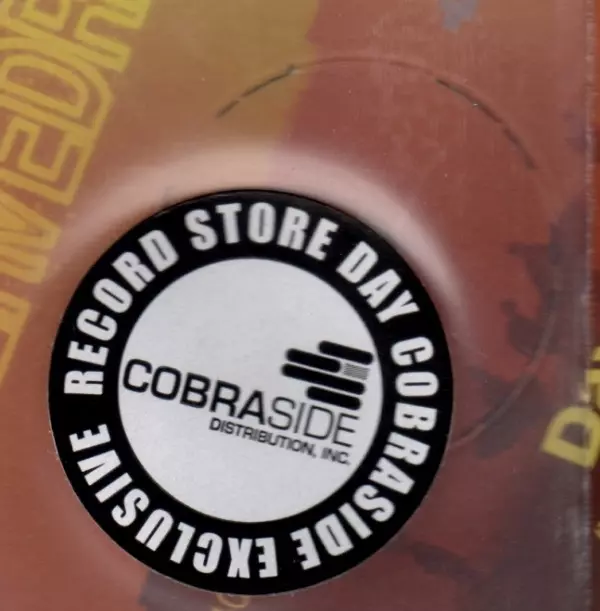 RECORD STORE DAY COBRASIDE EXCLUSIVE
COBRASIDE
DISTRIBUTION, INC.